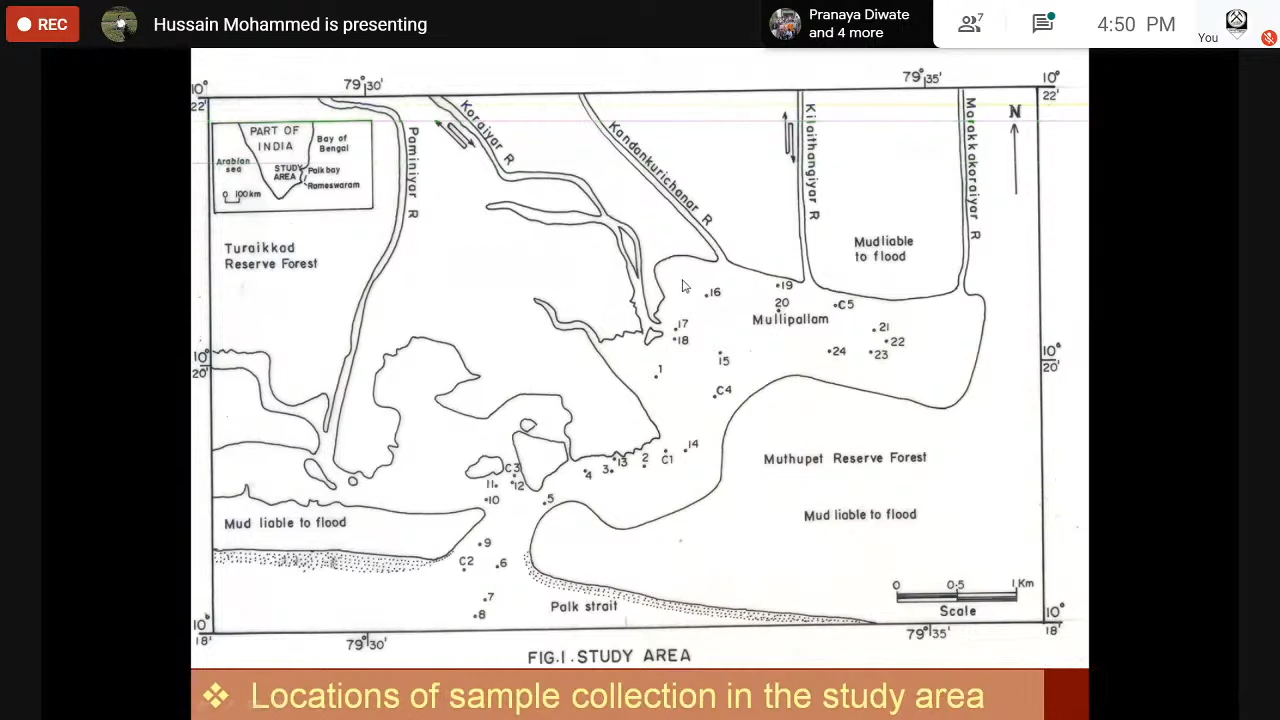 REC
Hussain Mohammed is presenting
Pranaya Diwate
and 4 more
7
4:50 PM
You
10°
22'
79°30'
79°35'
10°
22'
PART OF
INDIA
Bay of
Bengal
Arabian
sea
STUDY
AREA
Palk bay
Rameswaram
0 100km
Paminiyar R
Koraiyar R
Kandankurichanar R
Kilaithangiyar R
Marakkakoraiyar R
N
Turaikkad
Reserve Forest
Mud liable
to flood
16
19
20
C5
Mullipallam
17
18
21
22
23
24
15
10°
20'
10°
20'
1
C4
14
C1
2
13
3
4
C3
11
12
10
5
Muthupet Reserve Forest
Mud liable to flood
Mud liable to flood
9
C2
6
7
8
Palk strait
0 0·5 1 Km
Scale
10°
18'
79°30'
79°35'
10°
18'
FIG.1. STUDY AREA
❖ Locations of sample collection in the study area